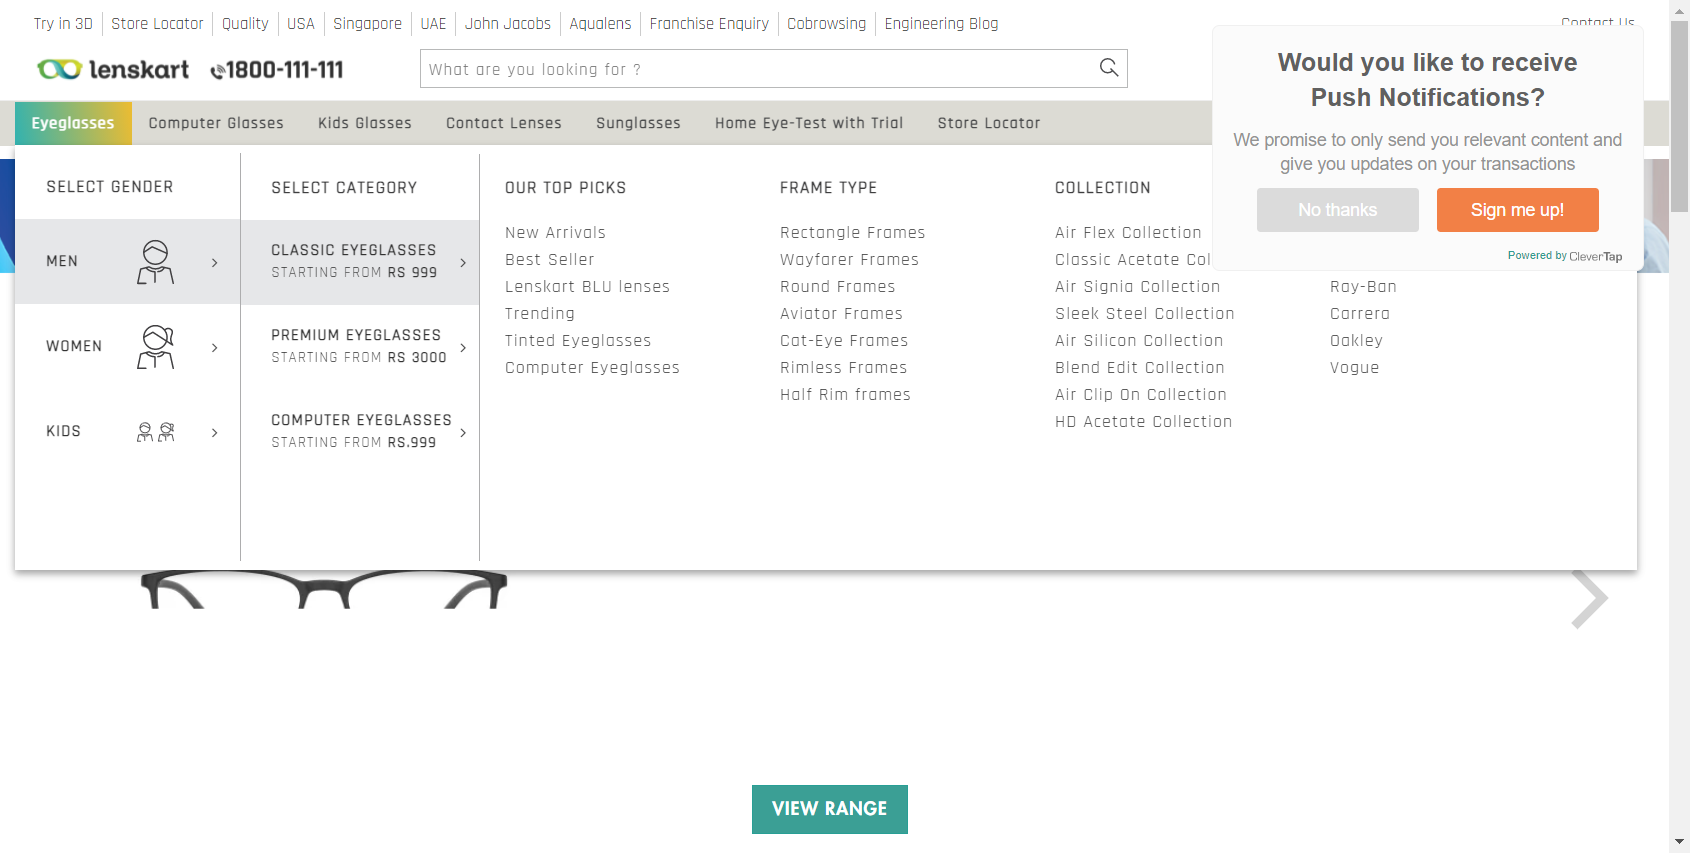 Try in 3D
Store Locator
Quality
USA
Singapore
UAE
John Jacobs
Aqualens
Franchise Enquiry
Cobrowsing
Engineering Blog
Contact Us
lenskart
1800-111-111
What are you looking for ?
Eyeglasses
Computer Glasses
Kids Glasses
Contact Lenses
Sunglasses
Home Eye-Test with Trial
Store Locator
Would you like to receive
Push Notifications?
We promise to only send you relevant content and
give you updates on your transactions
No thanks
Sign me up!
Powered by CleverTap
SELECT GENDER
MEN
WOMEN
KIDS
SELECT CATEGORY
CLASSIC EYEGLASSES
STARTING FROM RS 999
PREMIUM EYEGLASSES
STARTING FROM RS 3000
COMPUTER EYEGLASSES
STARTING FROM RS.999
OUR TOP PICKS
New Arrivals
Best Seller
Lenskart BLU lenses
Trending
Tinted Eyeglasses
Computer Eyeglasses
FRAME TYPE
Rectangle Frames
Wayfarer Frames
Round Frames
Aviator Frames
Cat-Eye Frames
Rimless Frames
Half Rim frames
COLLECTION
Air Flex Collection
Classic Acetate Col
Air Signia Collection
Sleek Steel Collection
Air Silicon Collection
Blend Edit Collection
Air Clip On Collection
HD Acetate Collection
Ray-Ban
Carrera
Oakley
Vogue
VIEW RANGE